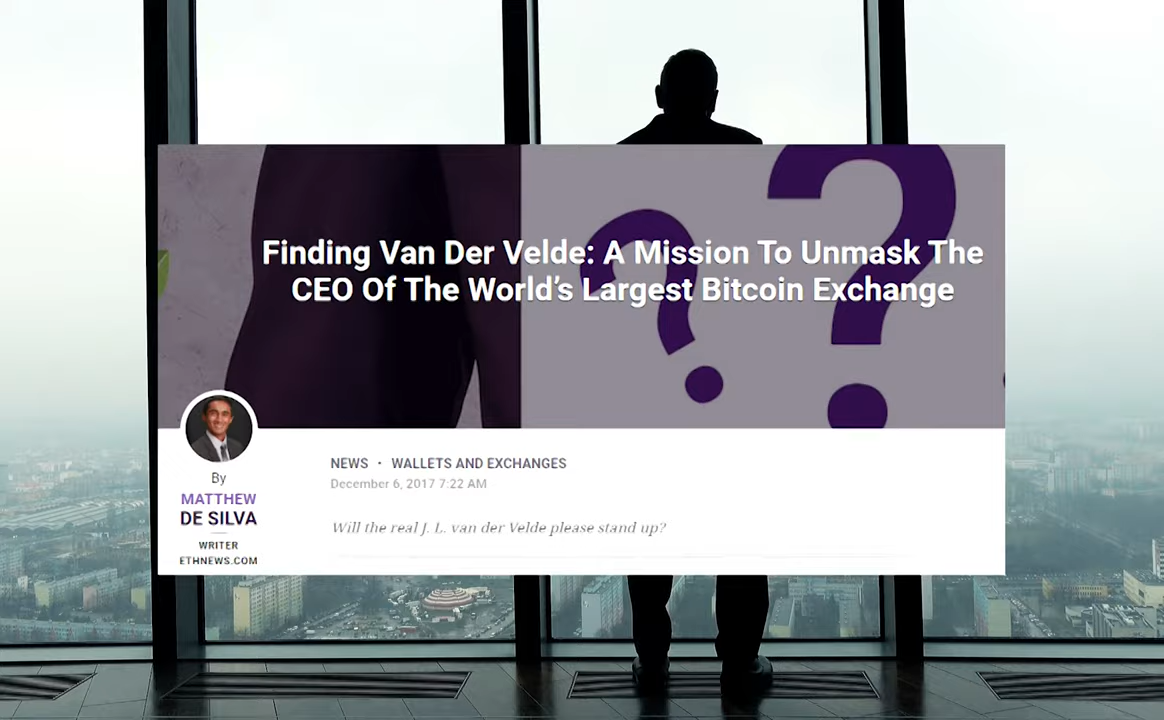 Finding Van Der Velde: A Mission To Unmask The
CEO Of The World's Largest Bitcoin Exchange
By
MATTHEW
DE SILVA
WRITER
ETHNEWS.COM
NEWS · WALLETS AND EXCHANGES
December 6, 2017 7:22 AM
Will the real J. L. van der Velde please stand up?